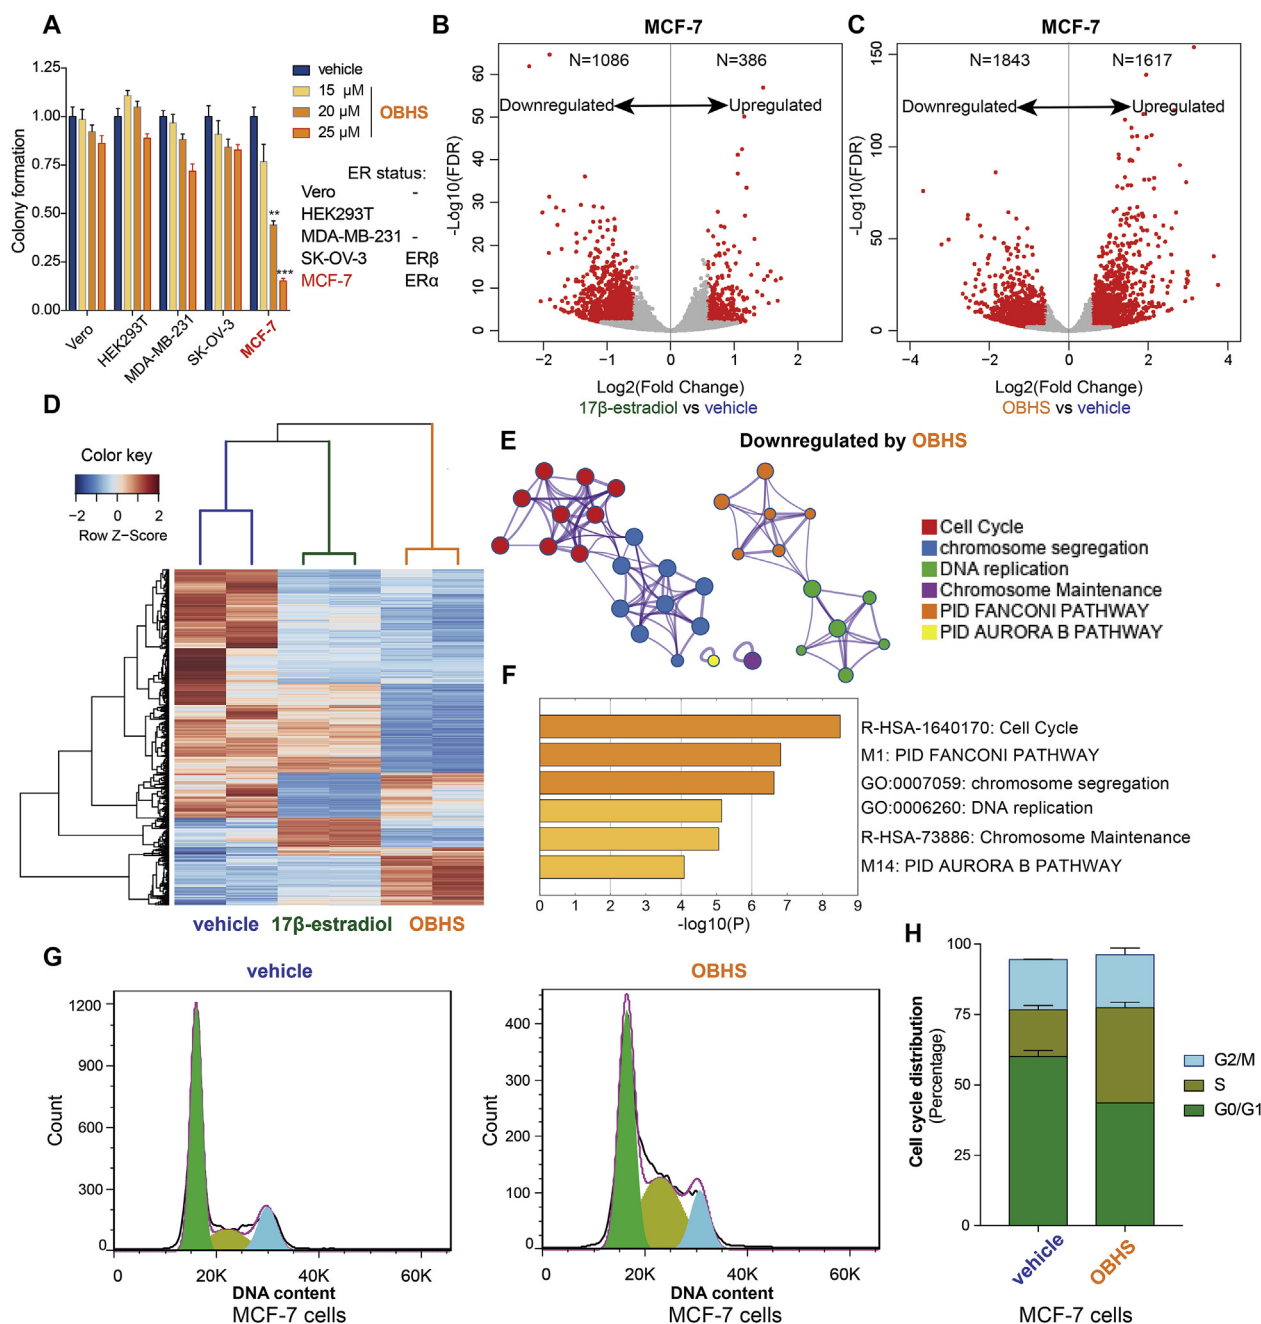 A
Colony formation
1.25
1.00
0.75
0.50
0.25
0.00
vehicle
15 µM
20 µM
25 µM
OBHS
**
***
ER status:
Vero -
HEK293T
MDA-MB-231 -
SK-OV-3 ERβ
MCF-7 ERα
Vero
HEK293T
MDA-MB-231
SK-OV-3
MCF-7
B
MCF-7
N=1086
N=386
Downregulated
Upregulated
-Log10(FDR)
60
50
40
30
20
10
0
−2 −1 0 1 2
Log2(Fold Change)
17β-estradiol vs vehicle
C
MCF-7
N=1843
N=1617
Downregulated
Upregulated
-Log10(FDR)
150
100
50
0
−4 −2 0 2 4
Log2(Fold Change)
OBHS vs vehicle
D
Color key
−2 −1 0 1 2
Row Z−Score
vehicle 17β-estradiol OBHS
E
Downregulated by OBHS
Cell Cycle
chromosome segregation
DNA replication
Chromosome Maintenance
PID FANCONI PATHWAY
PID AURORA B PATHWAY
F
R-HSA-1640170: Cell Cycle
M1: PID FANCONI PATHWAY
GO:0007059: chromosome segregation
GO:0006260: DNA replication
R-HSA-73886: Chromosome Maintenance
M14: PID AURORA B PATHWAY
0 1 2 3 4 5 6 7 8 9
-log10(P)
G
vehicle
Count
1200
900
600
300
0
0 20K 40K 60K
DNA content
MCF-7 cells
OBHS
Count
400
300
200
100
0
0 20K 40K 60K
DNA content
MCF-7 cells
H
Cell cycle distribution
(Percentage)
100
75
50
25
0
G2/M
S
G0/G1
vehicle
OBHS
MCF-7 cells